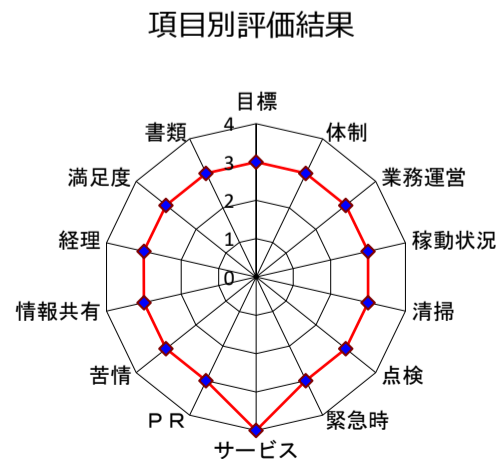 項目別評価結果
目標
体制
業務運営
稼動状況
清掃
点検
緊急時
サービス
ＰＲ
苦情
情報共有
経理
満足度
書類
4
3
2
1
0